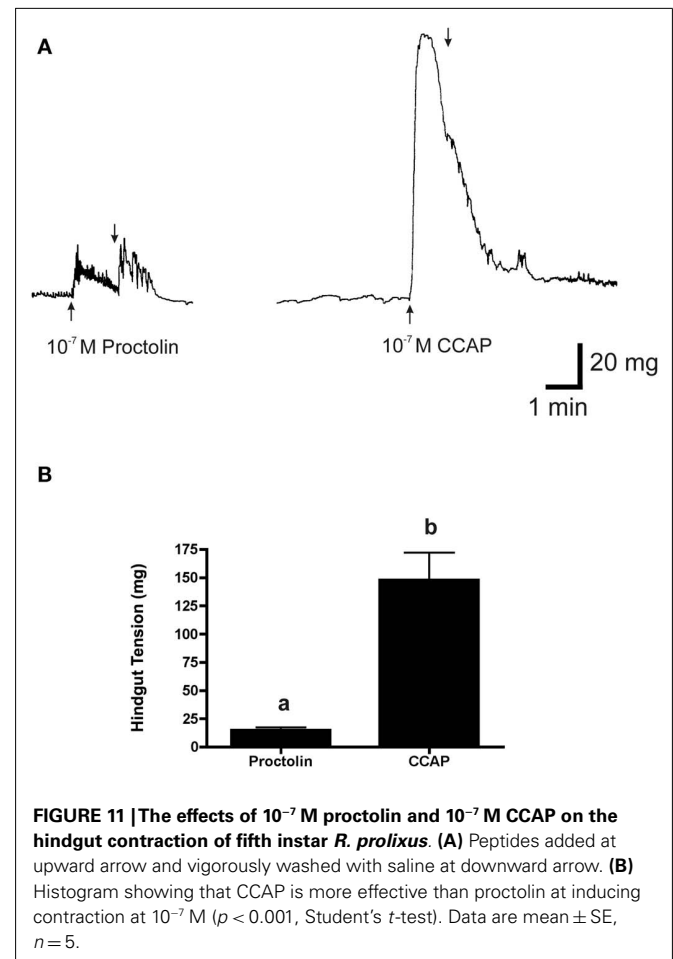 A
10⁻⁷ M Proctolin
10⁻⁷ M CCAP
20 mg
1 min
B
Hindgut Tension (mg)
175
150
125
100
75
50
25
0
a
b
Proctolin
CCAP
FIGURE 11 | The effects of 10⁻⁷ M proctolin and 10⁻⁷ M CCAP on the
hindgut contraction of fifth instar R. prolixus. (A) Peptides added at
upward arrow and vigorously washed with saline at downward arrow. (B)
Histogram showing that CCAP is more effective than proctolin at inducing
contraction at 10⁻⁷ M (p < 0.001, Student's t-test). Data are mean ± SE,
n = 5.